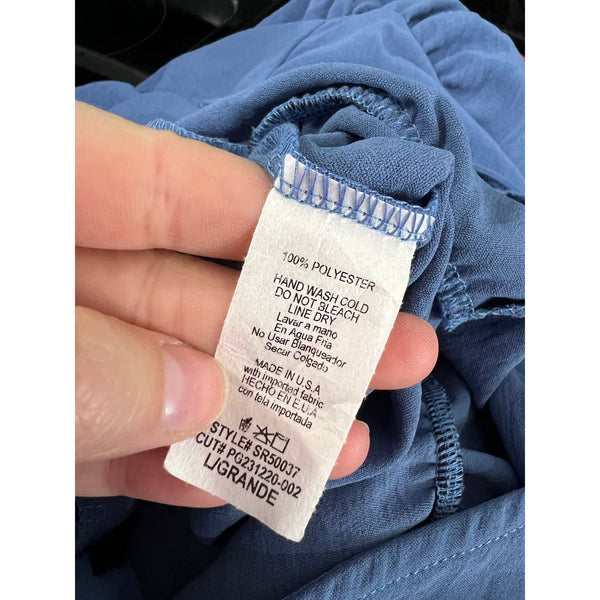 100% POLYESTER
HAND WASH COLD
DO NOT BLEACH
LINE DRY
Lavar a mano
En Agua Fria
No Usar Blanqueador
Secar Colgado
MADE IN U.S.A
with imported fabric
HECHO EN E.U.A
con tela importada
STYLE# SR50037
CUT# PG231220-002
L/GRANDE